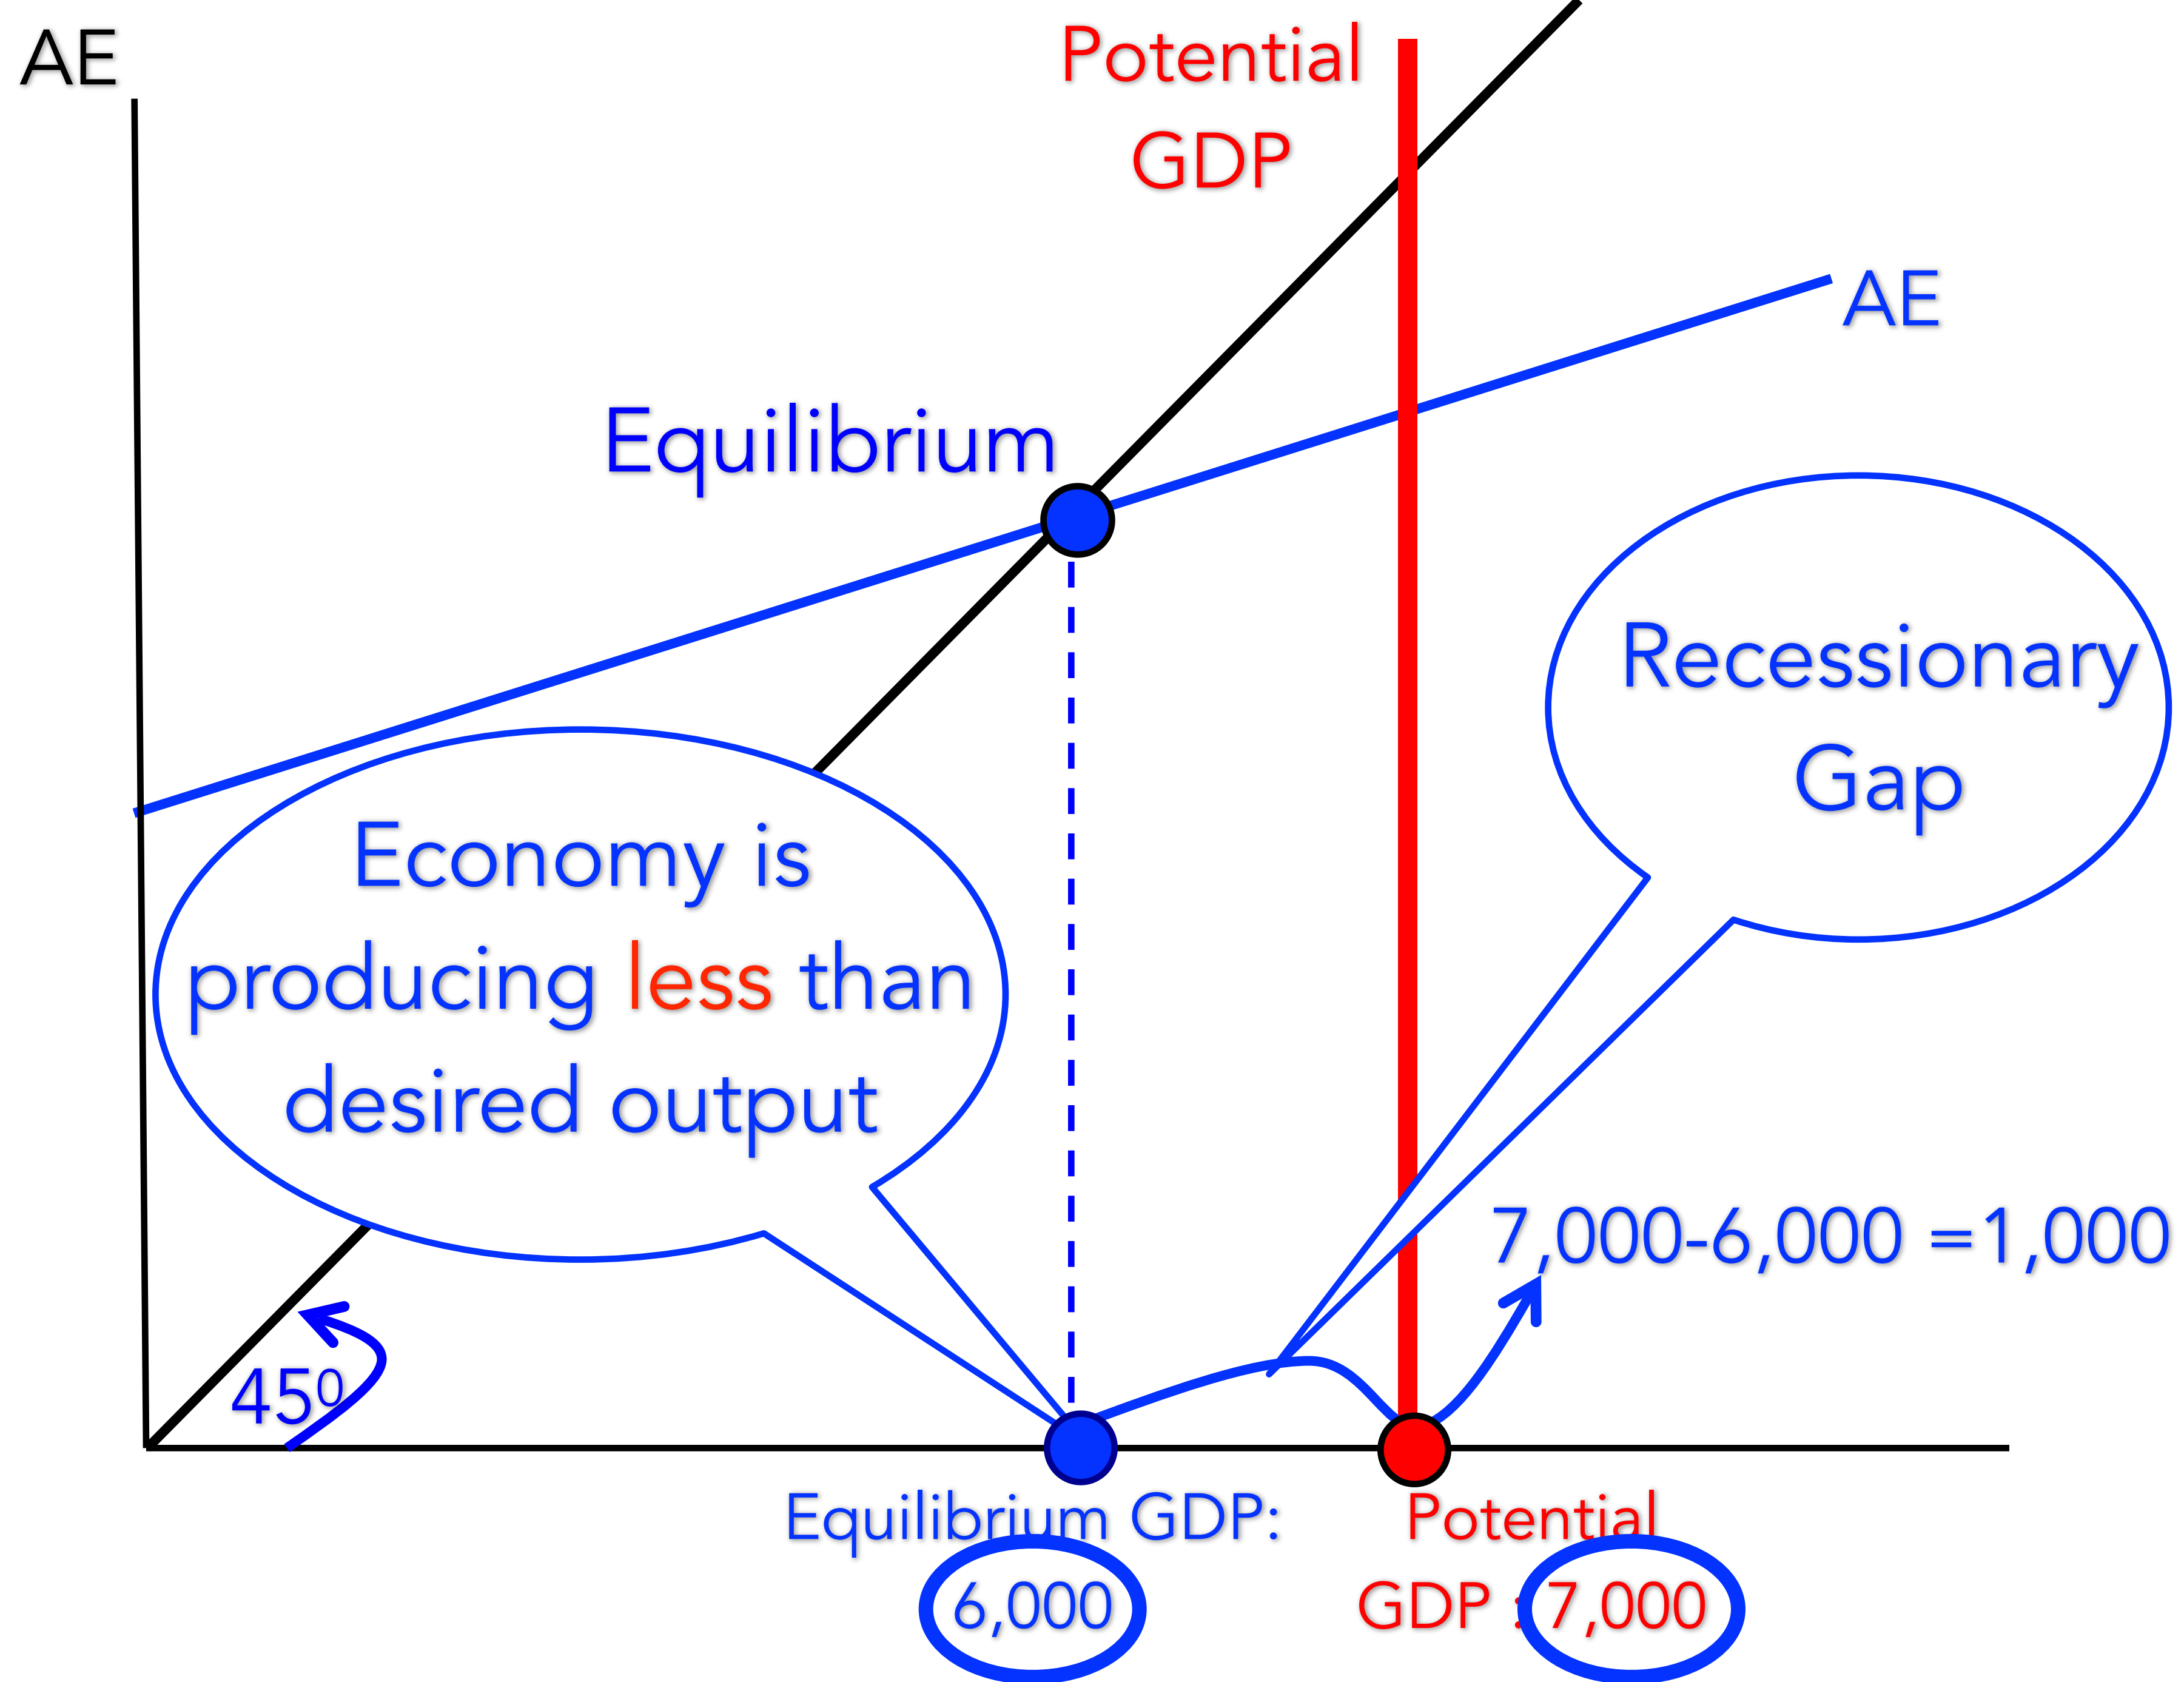 AE
Potential
GDP
AE
Equilibrium
Recessionary
Gap
Economy is
producing less than
desired output
7,000-6,000 =1,000
45⁰
Equilibrium GDP:
6,000
Potential
GDP : 7,000